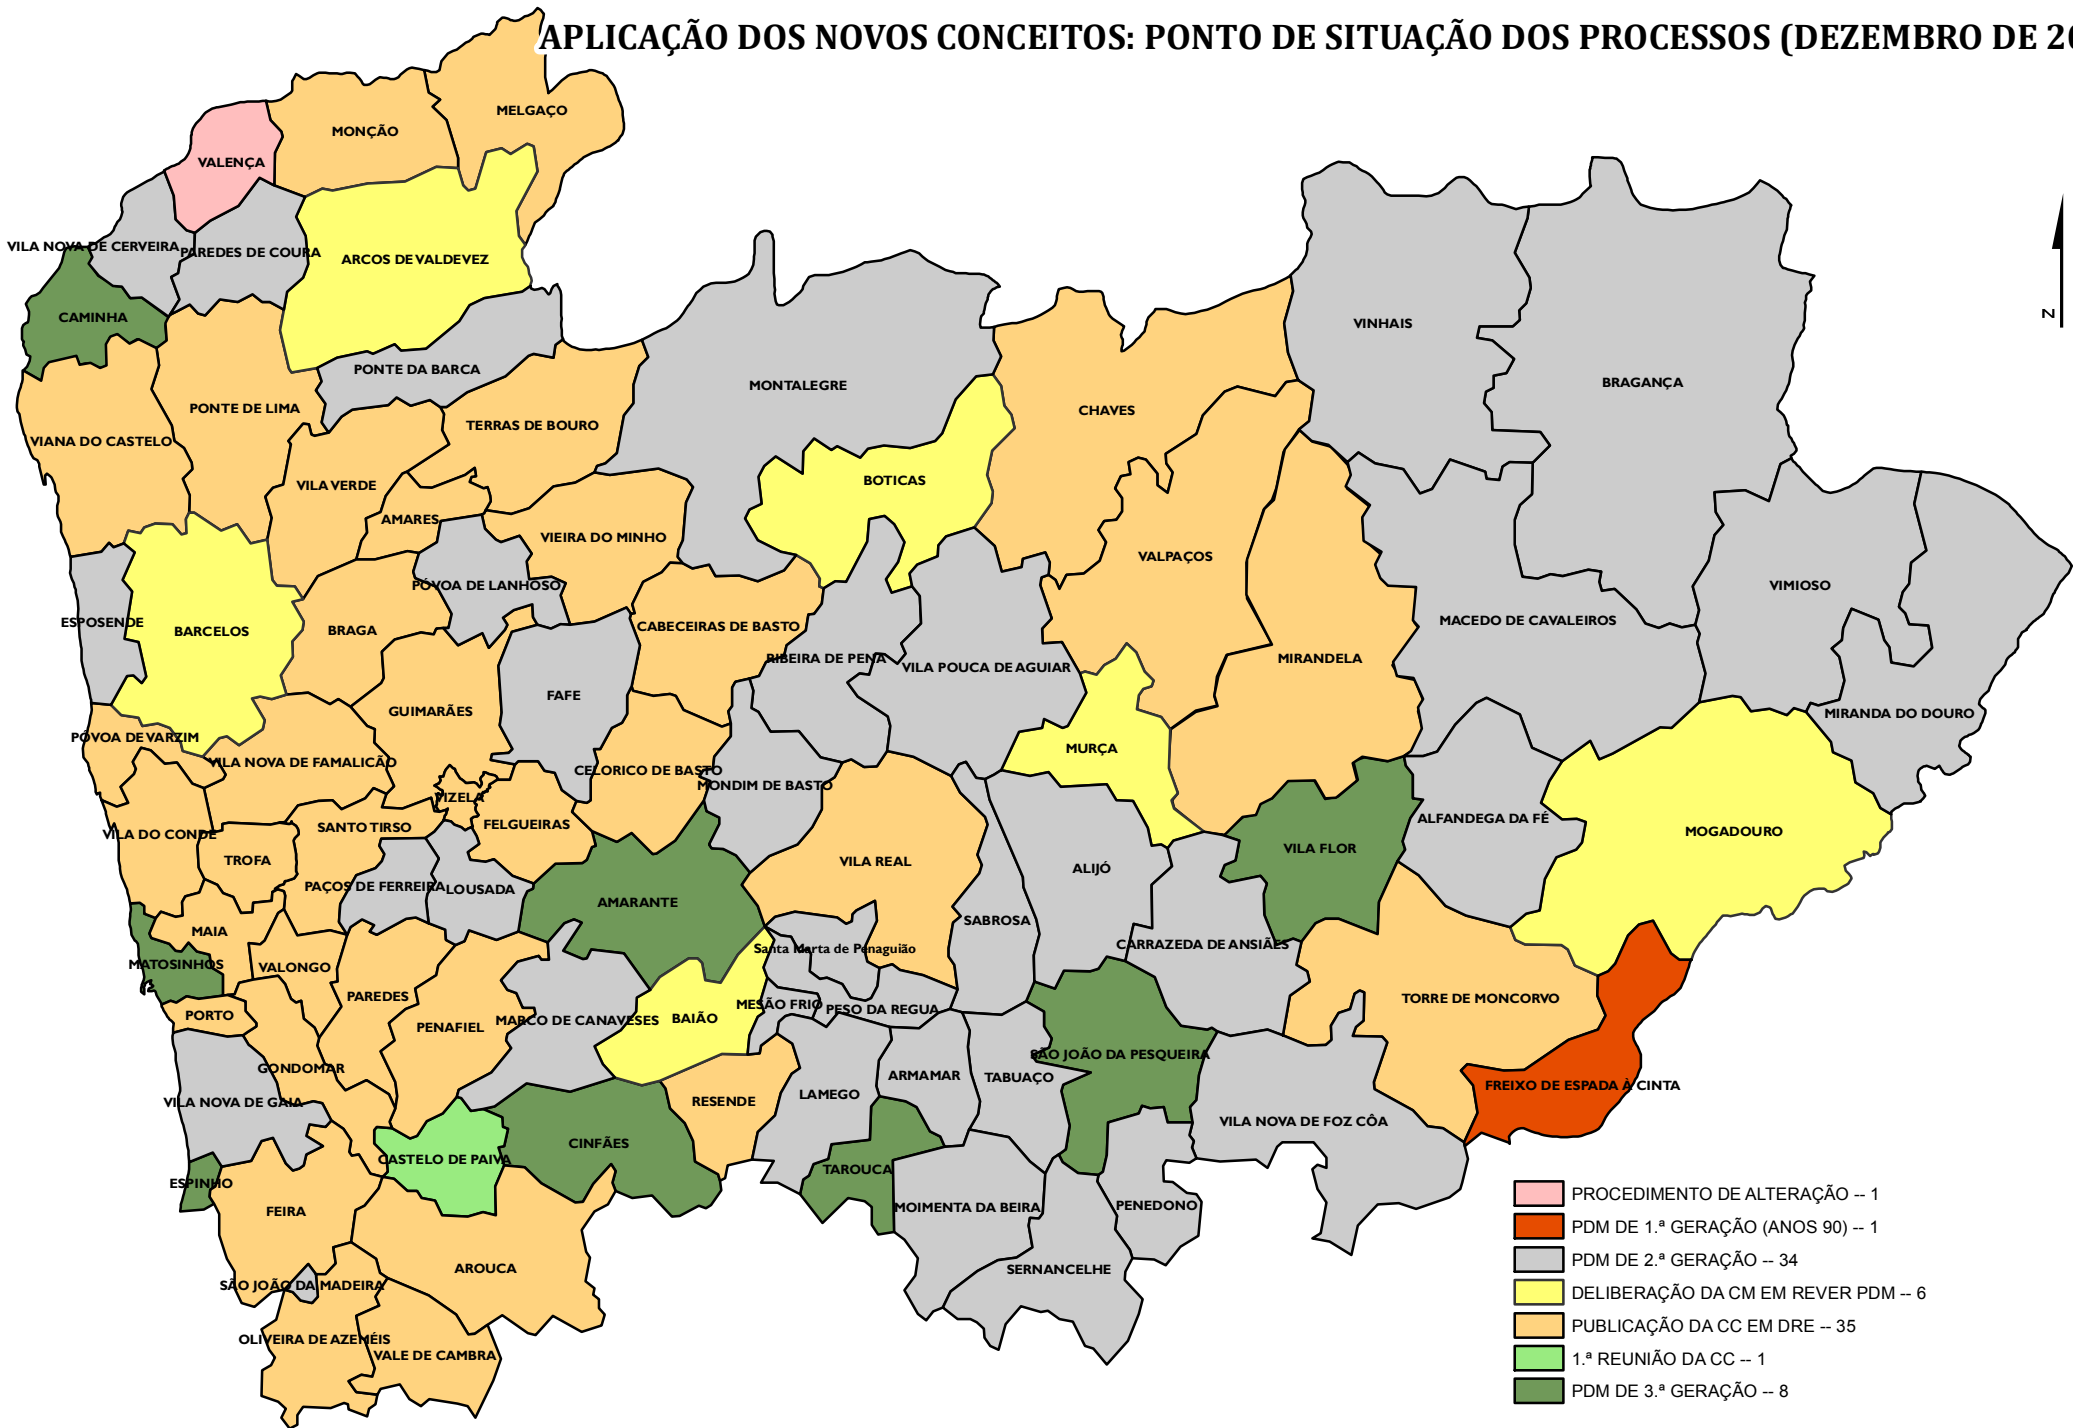 APLICAÇÃO DOS NOVOS CONCEITOS: PONTO DE SITUAÇÃO DOS PROCESSOS (DEZEMBRO DE 20
MELGAÇO
MONÇÃO
VALENÇA
VILA NOVA DE CERVEIRA
PAREDES DE COURA
ARCOS DE VALDEVEZ
CAMINHA
VINHAIS
PONTE DA BARCA
MONTALEGRE
BRAGANÇA
PONTE DE LIMA
CHAVES
TERRAS DE BOURO
VIANA DO CASTELO
VILA VERDE
BOTICAS
AMARES
VIEIRA DO MINHO
VALPAÇOS
PÓVOA DE LANHOSO
VIMIOSO
ESPOSENDE
BARCELOS
BRAGA
CABECEIRAS DE BASTO
MACEDO DE CAVALEIROS
RIBEIRA DE PENA
VILA POUCA DE AGUIAR
MIRANDELA
FAFE
GUIMARÃES
MIRANDA DO DOURO
PÓVOA DE VARZIM
MURÇA
VILA NOVA DE FAMALICÃO
CELORICO DE BASTO
MONDIM DE BASTO
VIZELA
SANTO TIRSO
FELGUEIRAS
ALFANDEGA DA FÉ
MOGADOURO
VILA DO CONDE
TROFA
VILA REAL
ALIJÓ
VILA FLOR
PAÇOS DE FERREIRA
LOUSADA
AMARANTE
SABROSA
MAIA
Santa Marta de Penaguião
CARRAZEDA DE ANSIÃES
MATOSINHOS
VALONGO
PAREDES
TORRE DE MONCORVO
MESÃO FRIO
PESO DA REGUA
PORTO
PENAFIEL
MARCO DE CANAVESES
BAIÃO
SÃO JOÃO DA PESQUEIRA
GONDOMAR
ARMAMAR
TABUAÇO
FREIXO DE ESPADA À CINTA
VILA NOVA DE GAIA
RESENDE
LAMEGO
VILA NOVA DE FOZ CÔA
CINFÃES
CASTELO DE PAIVA
TAROUCA
ESPINHO
FEIRA
MOIMENTA DA BEIRA
PENEDONO
AROUCA
SERNANCELHE
SÃO JOÃO DA MADEIRA
OLIVEIRA DE AZEMÉIS
VALE DE CAMBRA
N
PROCEDIMENTO DE ALTERAÇÃO -- 1
PDM DE 1.ª GERAÇÃO (ANOS 90) -- 1
PDM DE 2.ª GERAÇÃO -- 34
DELIBERAÇÃO DA CM EM REVER PDM -- 6
PUBLICAÇÃO DA CC EM DRE -- 35
1.ª REUNIÃO DA CC -- 1
PDM DE 3.ª GERAÇÃO -- 8